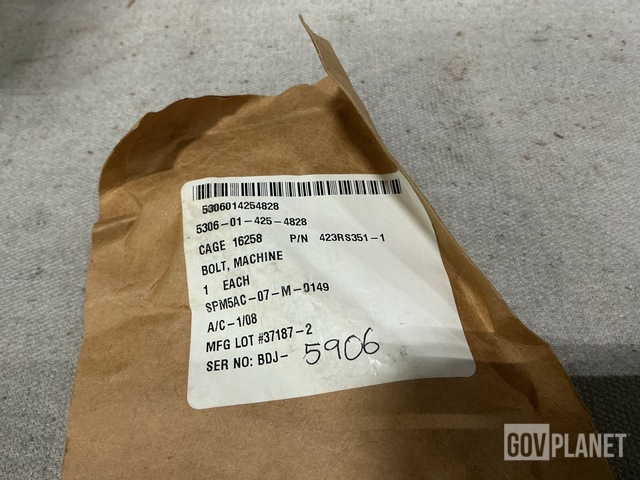 5306014254828
5306-01-425-4828
CAGE 16258 P/N 423RS351-1
BOLT, MACHINE
1 EACH
SPM5AC-07-M-0149
A/C-1/08
MFG LOT #37187-2
SER NO: BDJ- 5906
GOVPLANET